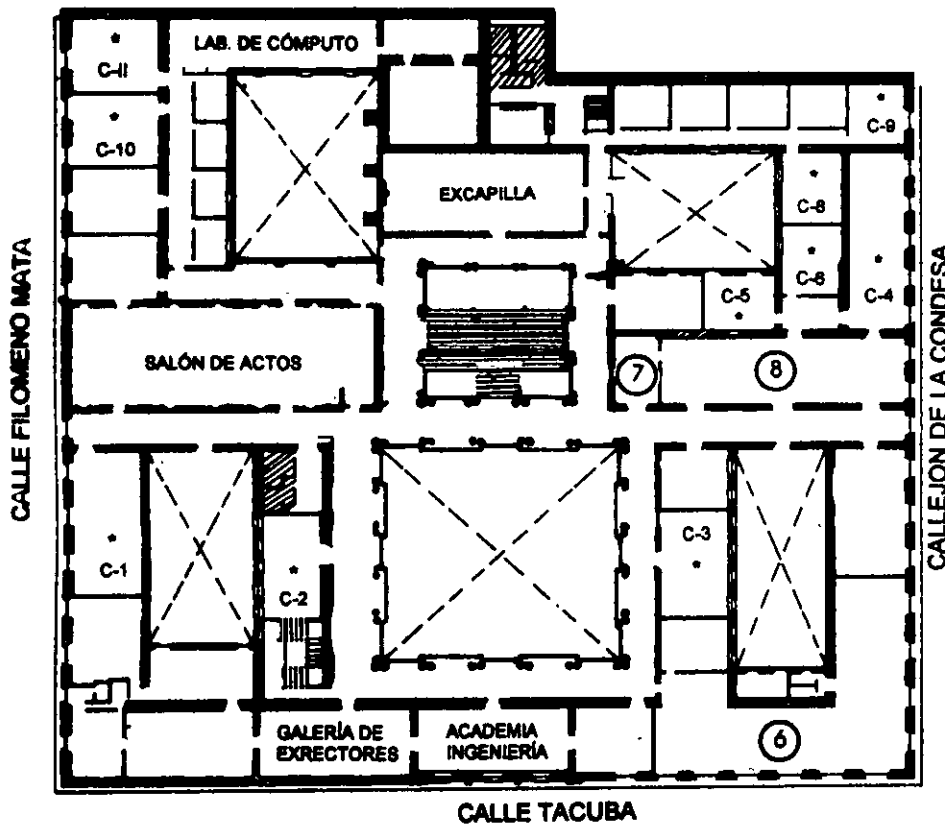 LAB. DE CÓMPUTO
C-11
C-10
C-9
EXCAPILLA
C-8
C-6
C-5
C-4
SALÓN DE ACTOS
7
8
CALLE FILOMENO MATA
CALLEJON DE LA CONDESA
C-1
C-2
C-3
GALERÍA DE
EXRECTORES
ACADEMIA
INGENIERÍA
6
CALLE TACUBA